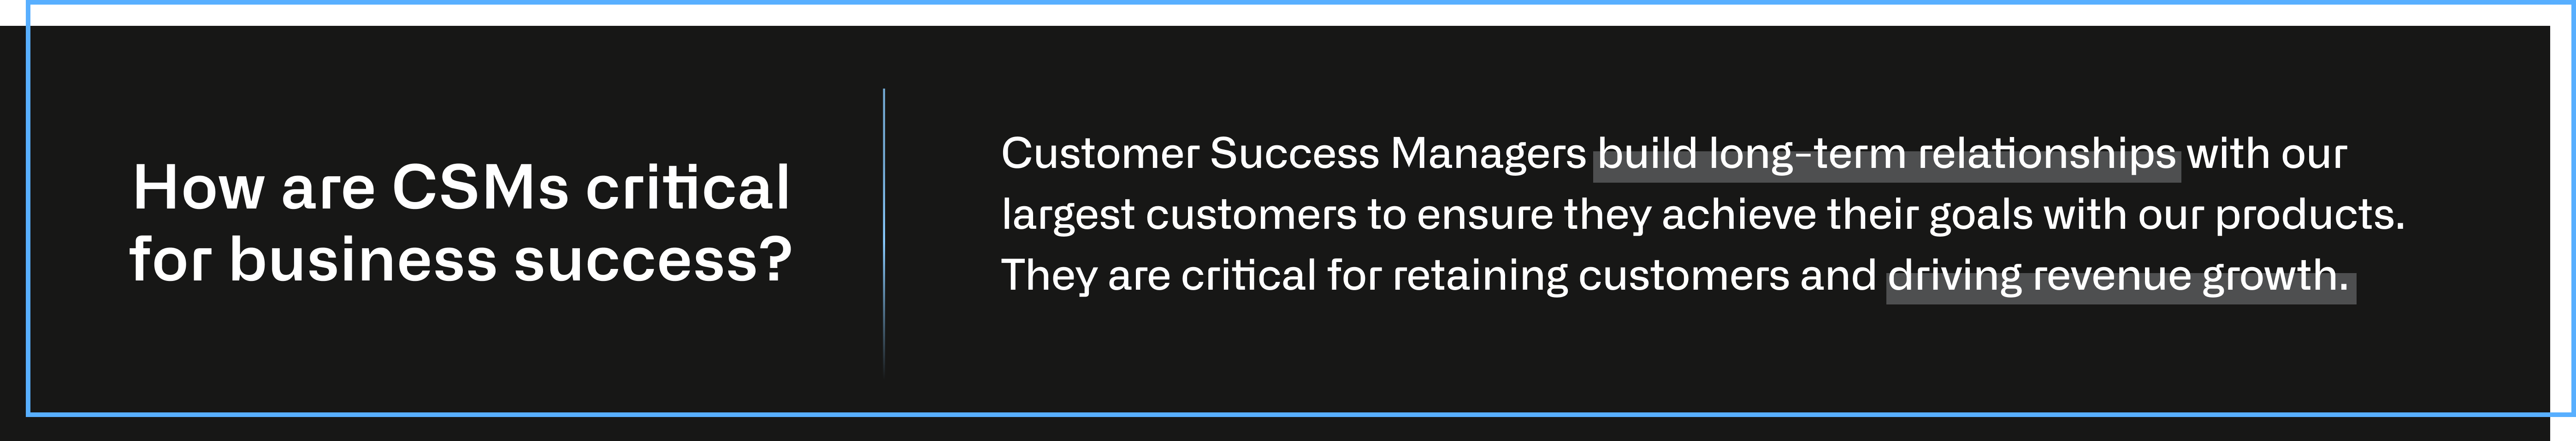 How are CSMs critical
for business success?
Customer Success Managers build long-term relationships with our
largest customers to ensure they achieve their goals with our products.
They are critical for retaining customers and driving revenue growth.